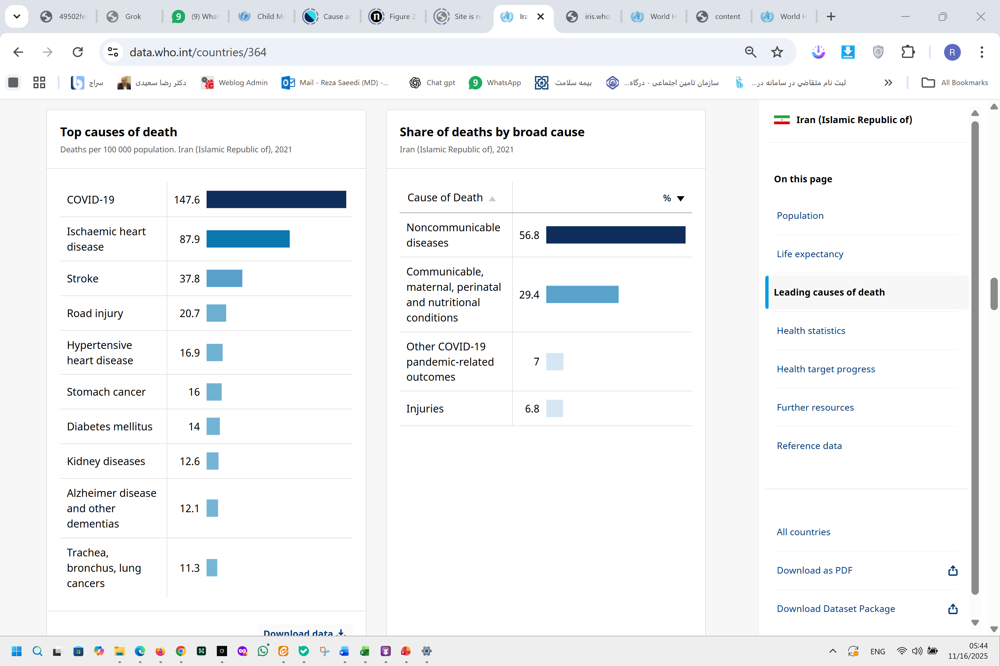 49502fe
Grok
9
(9) What
Child Mo
Cause an
Figure 2
Site is n
Ira
iris.who.
World H
content
World H
data.who.int/countries/364
R
سراج
دکتر رضا سعیدی
Weblog Admin
Mail - Reza Saeedi (MD) -...
Chat gpt
9
WhatsApp
بیمه سلامت
سازمان تامین اجتماعی - درگاه...
ثبت نام متقاضي در سامانه در...
All Bookmarks
Top causes of death
Deaths per 100 000 population. Iran (Islamic Republic of), 2021
COVID-19
147.6
Ischaemic heart
disease
87.9
Stroke
37.8
Road injury
20.7
Hypertensive
heart disease
16.9
Stomach cancer
16
Diabetes mellitus
14
Kidney diseases
12.6
Alzheimer disease
and other
dementias
12.1
Trachea,
bronchus, lung
cancers
11.3
Download data
Share of deaths by broad cause
Iran (Islamic Republic of), 2021
Cause of Death
%
Noncommunicable
diseases
56.8
Communicable,
maternal, perinatal
and nutritional
conditions
29.4
Other COVID-19
pandemic-related
outcomes
7
Injuries
6.8
Iran (Islamic Republic of)
On this page
Population
Life expectancy
Leading causes of death
Health statistics
Health target progress
Further resources
Reference data
All countries
Download as PDF
Download Dataset Package
ENG
05:44
11/16/2025